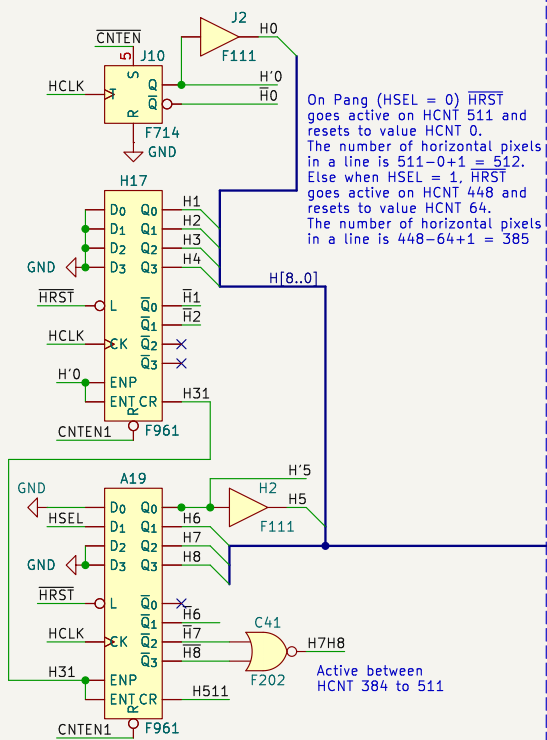 J2
H0
F111
CNTEN
5
J10
S
HCLK
T
Q
H'0
Q
H0
R
F714
GND
On Pang (HSEL = 0) HRST
goes active on HCNT 511 and
resets to value HCNT 0.
The number of horizontal pixels
in a line is 511-0+1 = 512.
Else when HSEL = 1, HRST
goes active on HCNT 448 and
resets to value HCNT 64.
The number of horizontal pixels
in a line is 448-64+1 = 385
H17
D0 Q0 H1
D1 Q1 H2
D2 Q2 H3
GND D3 Q3 H4
H[8..0]
HRST L Q0 H1
Q1 H2
HCLK CK Q2
Q3
H'0 ENP
ENT CR H31
R
CNTEN1 F961
A19
GND D0 Q0 H'5
H2
H5
F111
HSEL D1 Q1 H6
D2 Q2 H7
GND D3 Q3 H8
HRST L Q0
Q1 H6
HCLK CK Q2 H7
Q3 H8
C41
F202
H7H8
H31 ENP
ENT CR H511
Active between
HCNT 384 to 511
R
CNTEN1 F961